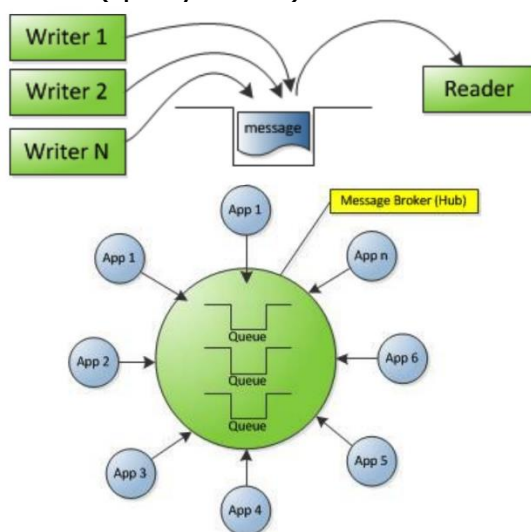 Writer 1
Writer 2
Writer N
message
Reader
Message Broker (Hub)
App 1
App 1
App n
App 2
App 6
App 3
App 5
App 4
Queue
Queue
Queue